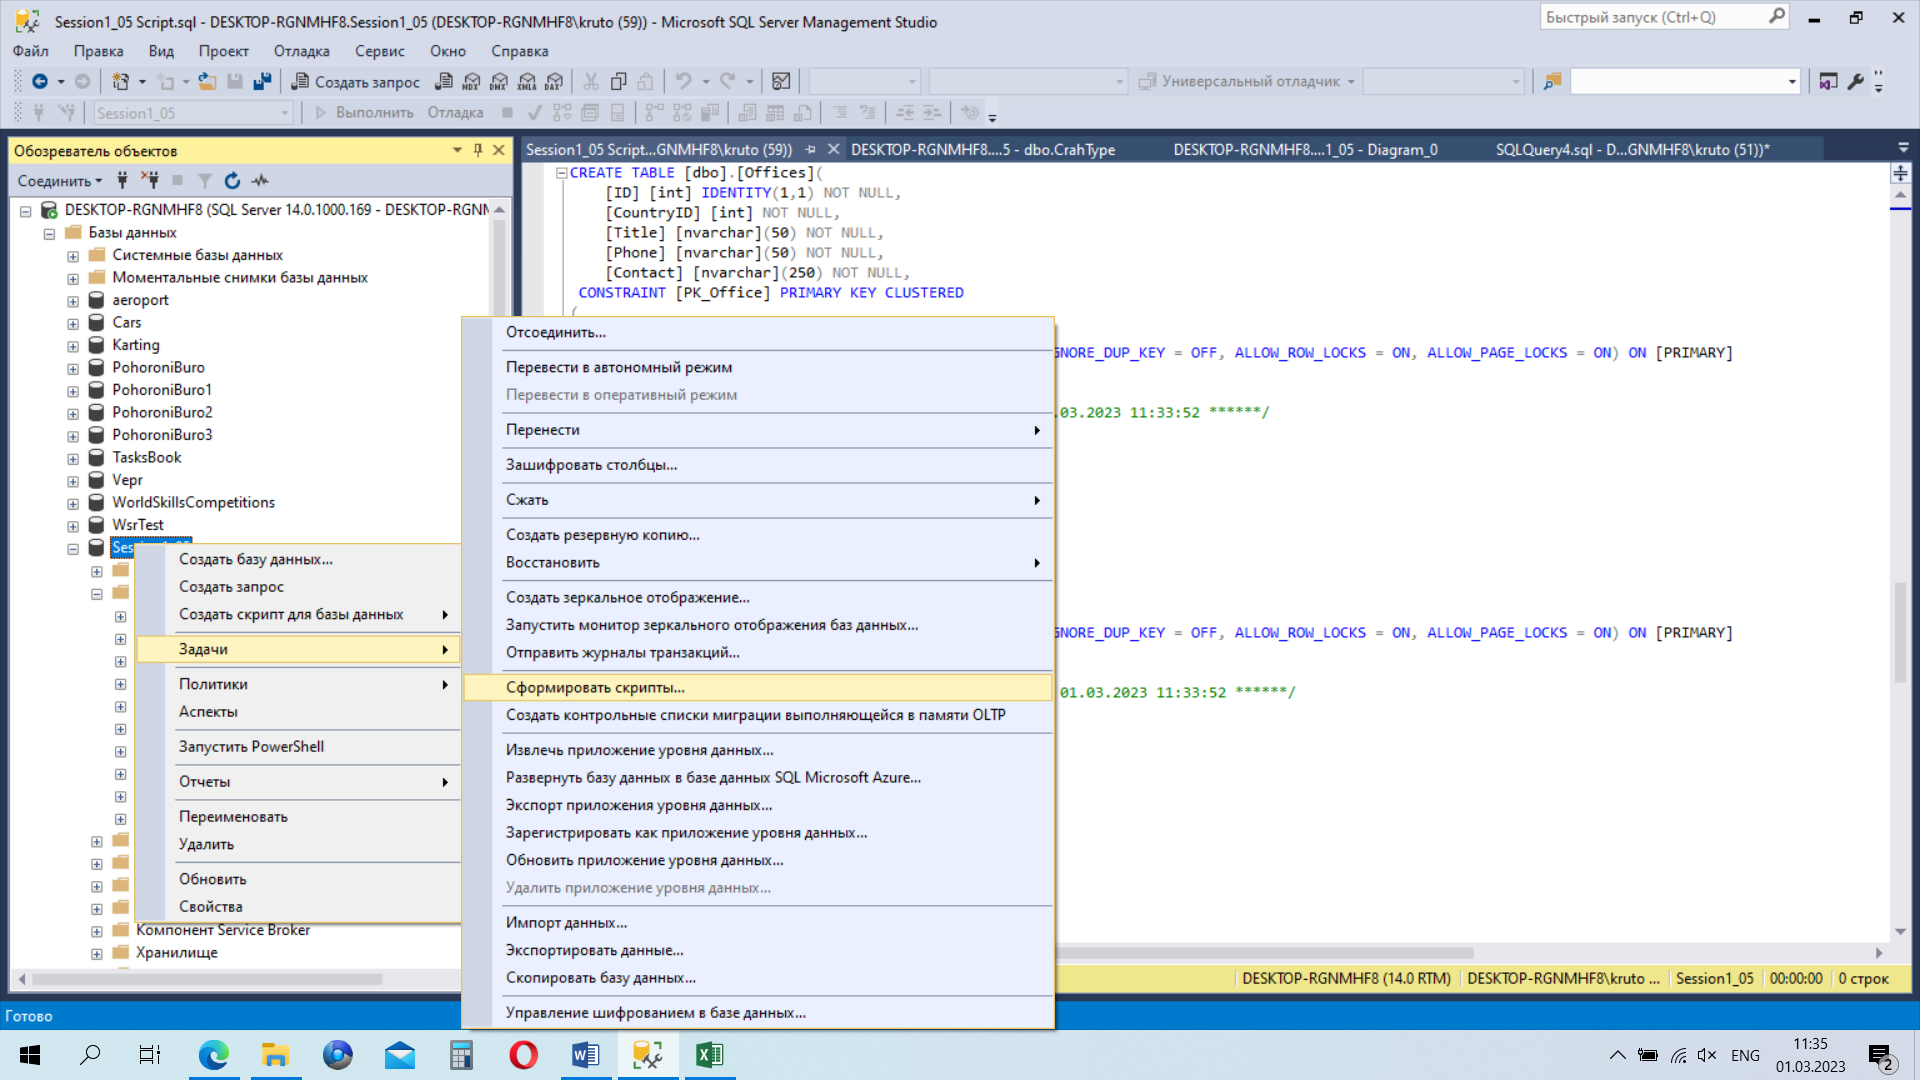 Session1_05 Script.sql - DESKTOP-RGNMHF8.Session1_05 (DESKTOP-RGNMHF8\kruto (59)) - Microsoft SQL Server Management Studio
Быстрый запуск (Ctrl+Q)
Файл Правка Вид Проект Отладка Сервис Окно Справка
Создать запрос MDX DMX XMLA DAX Универсальный отладчик
Session1_05 Выполнить Отладка
Обозреватель объектов
Session1_05 Script...GNMHF8\kruto (59)) DESKTOP-RGNMHF8....5 - dbo.CrahType DESKTOP-RGNMHF8....1_05 - Diagram_0 SQLQuery4.sql - D...GNMHF8\kruto (51))*
Соединить
DESKTOP-RGNMHF8 (SQL Server 14.0.1000.169 - DESKTOP-RGNM
Базы данных
Системные базы данных
Моментальные снимки базы данных
aeroport
Cars
Karting
PohoroniBuro
PohoroniBuro1
PohoroniBuro2
PohoroniBuro3
TasksBook
Vepr
WorldSkillsCompetitions
WsrTest
Компонент Service Broker
Хранилище
Создать базу данных...
Создать запрос
Создать скрипт для базы данных
Задачи
Политики
Аспекты
Запустить PowerShell
Отчеты
Переименовать
Удалить
Обновить
Свойства
Отсоединить...
Перевести в автономный режим
Перевести в оперативный режим
Перенести
Зашифровать столбцы...
Сжать
Создать резервную копию...
Восстановить
Создать зеркальное отображение...
Запустить монитор зеркального отображения баз данных...
Отправить журналы транзакций...
Сформировать скрипты...
Создать контрольные списки миграции выполняющейся в памяти OLTP
Извлечь приложение уровня данных...
Развернуть базу данных в базе данных SQL Microsoft Azure...
Экспорт приложения уровня данных...
Зарегистрировать как приложение уровня данных...
Обновить приложение уровня данных...
Удалить приложение уровня данных...
Импорт данных...
Экспортировать данные...
Скопировать базу данных...
Управление шифрованием в базе данных...
CREATE TABLE [dbo].[Offices](
[ID] [int] IDENTITY(1,1) NOT NULL,
[CountryID] [int] NOT NULL,
[Title] [nvarchar](50) NOT NULL,
[Phone] [nvarchar](50) NOT NULL,
[Contact] [nvarchar](250) NOT NULL,
CONSTRAINT [PK_Office] PRIMARY KEY CLUSTERED
(
GNORE_DUP_KEY = OFF, ALLOW_ROW_LOCKS = ON, ALLOW_PAGE_LOCKS = ON) ON [PRIMARY]
.03.2023 11:33:52 ******/
GNORE_DUP_KEY = OFF, ALLOW_ROW_LOCKS = ON, ALLOW_PAGE_LOCKS = ON) ON [PRIMARY]
01.03.2023 11:33:52 ******/
DESKTOP-RGNMHF8 (14.0 RTM) DESKTOP-RGNMHF8\kruto ... Session1_05 00:00:00 0 строк
Готово
ENG 11:35
01.03.2023
2